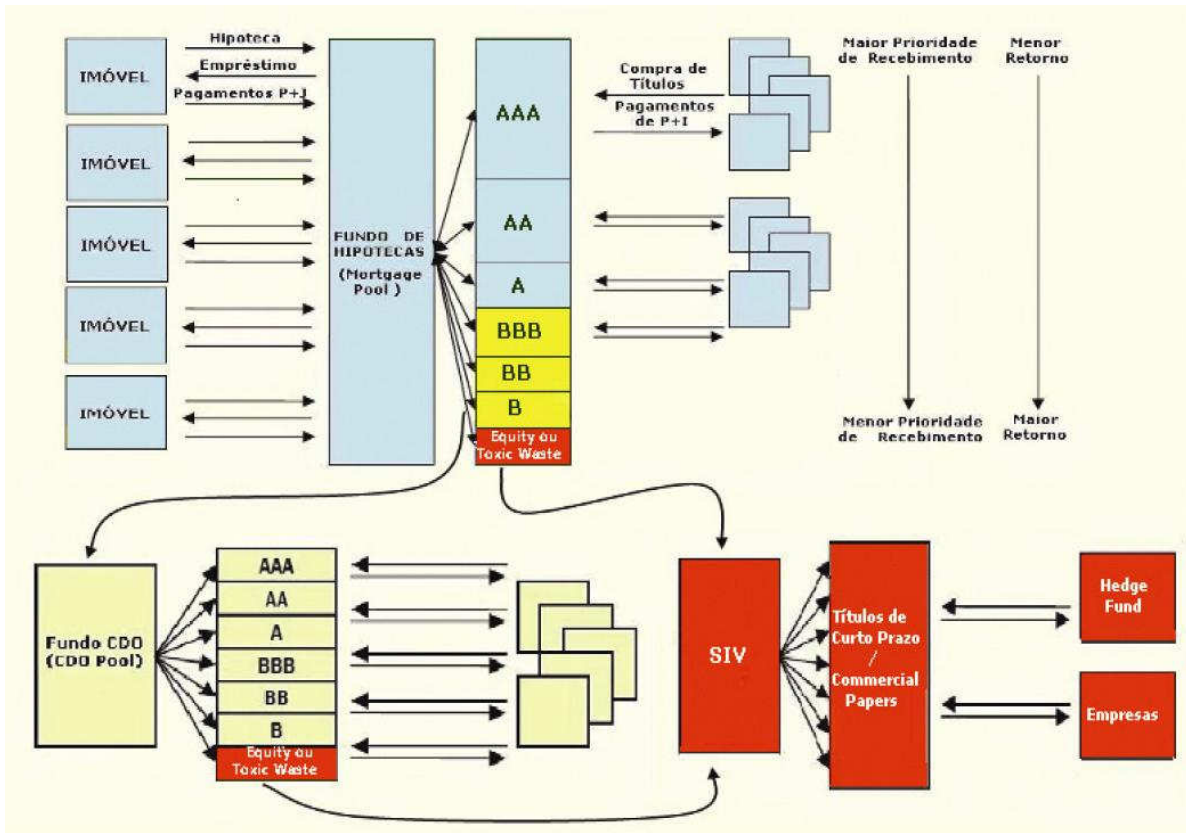 Hipoteca
Empréstimo
Pagamentos P+J
IMÓVEL
IMÓVEL
IMÓVEL
IMÓVEL
IMÓVEL
FUNDO DE
HIPOTECAS
(Mortgage
Pool )
AAA
AA
A
BBB
BB
B
Equity ou
Toxic Waste
Compra de
Títulos
Pagamentos
de P+I
Maior Prioridade
de Recebimento
Menor
Retorno
Menor Prioridade
de Recebimento
Maior
Retorno
Fundo CDO
(CDO Pool)
AAA
AA
A
BBB
BB
B
Equity ou
Toxic Waste
SIV
Títulos de
Curto Prazo
/
Commercial
Papers
Hedge
Fund
Empresas